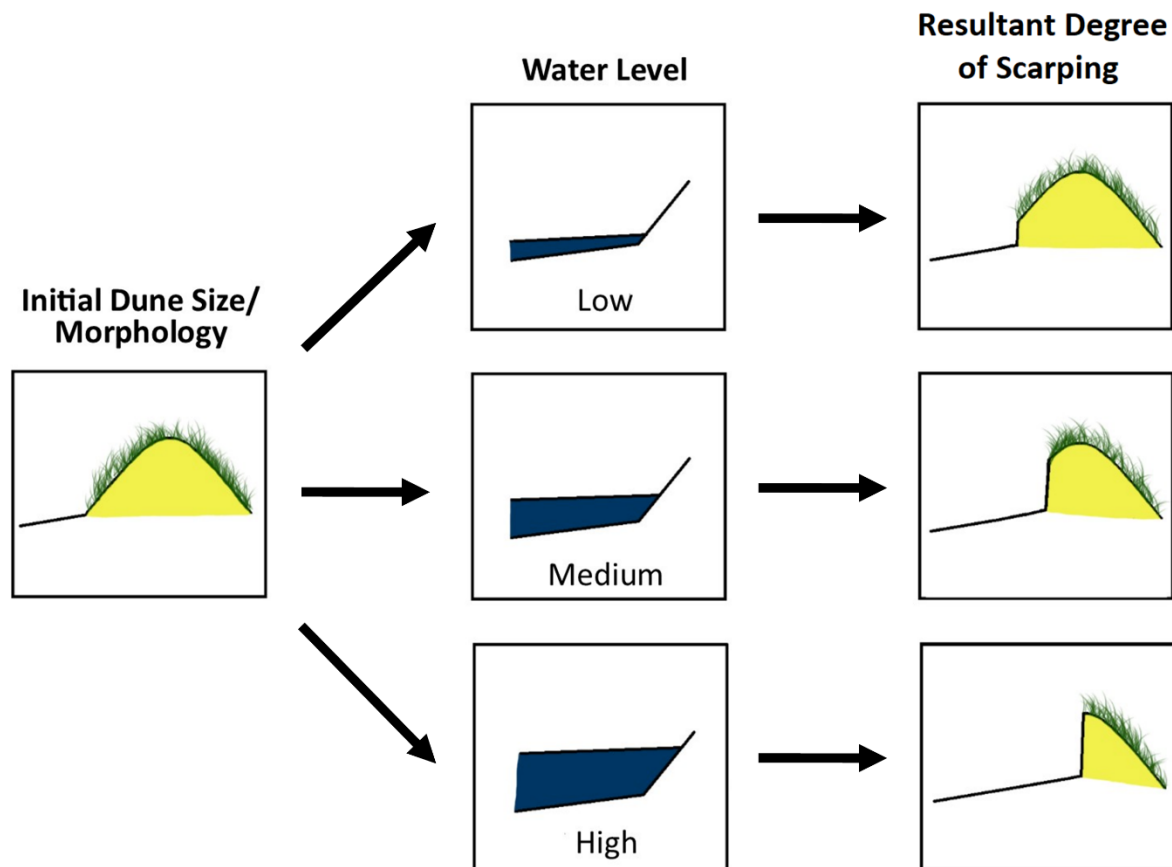 Initial Dune Size/
Morphology
Water Level
Low
Medium
High
Resultant Degree
of Scarping